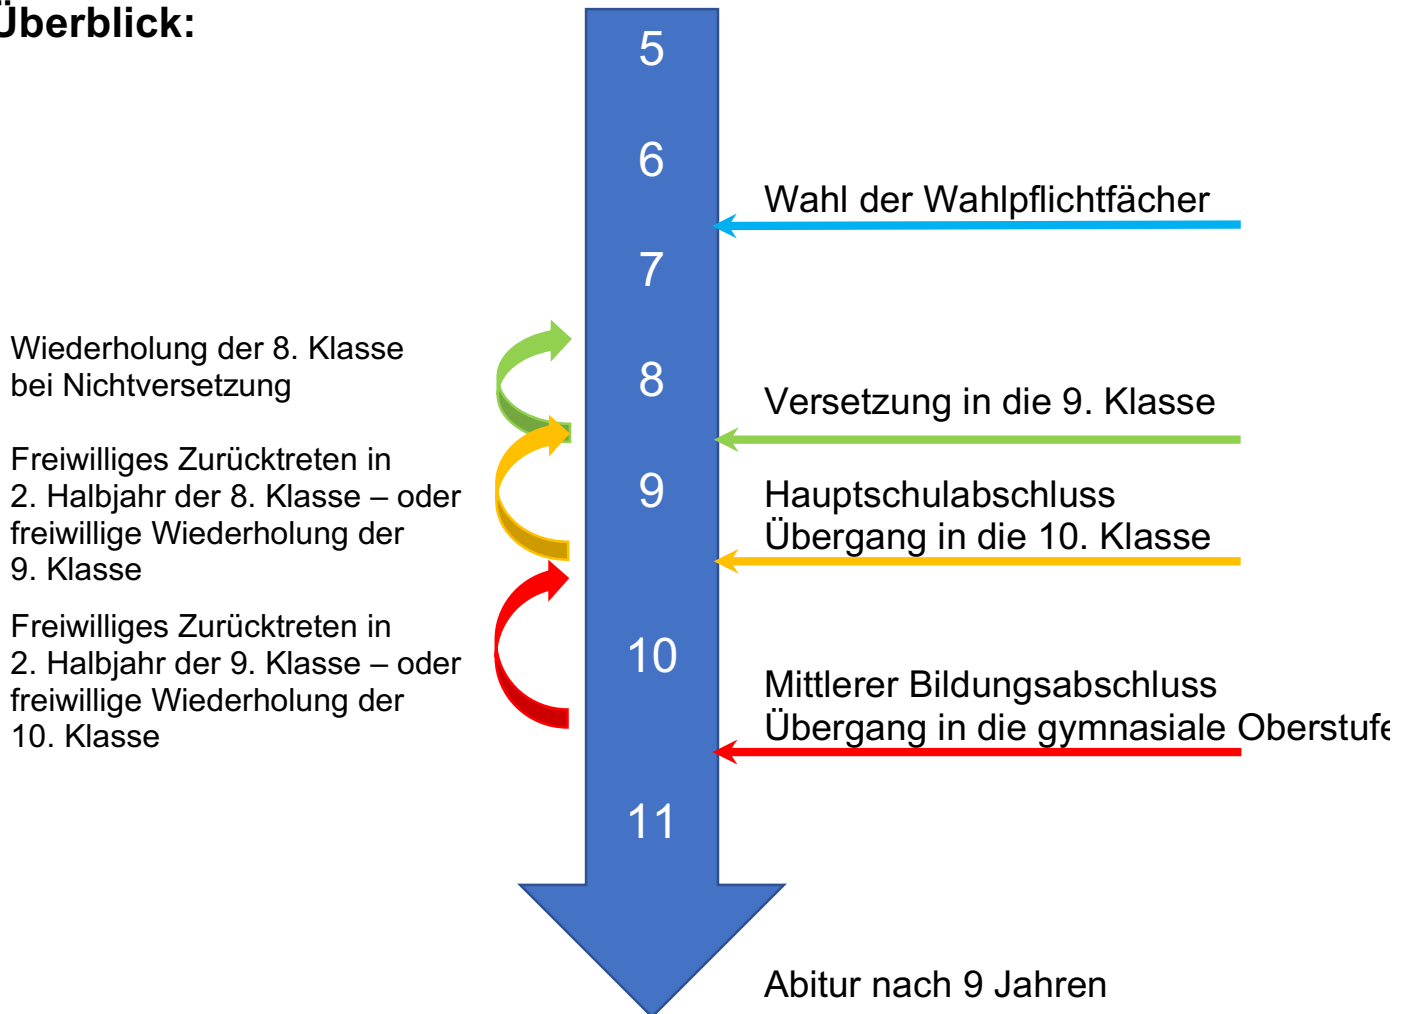 Überblick:
5
6
Wahl der Wahlpflichtfächer
7
Wiederholung der 8. Klasse
bei Nichtversetzung
8
Versetzung in die 9. Klasse
Freiwilliges Zurücktreten in
2. Halbjahr der 8. Klasse – oder
freiwillige Wiederholung der
9. Klasse
9
Hauptschulabschluss
Übergang in die 10. Klasse
Freiwilliges Zurücktreten in
2. Halbjahr der 9. Klasse – oder
freiwillige Wiederholung der
10. Klasse
10
Mittlerer Bildungsabschluss
Übergang in die gymnasiale Oberstufe
11
Abitur nach 9 Jahren